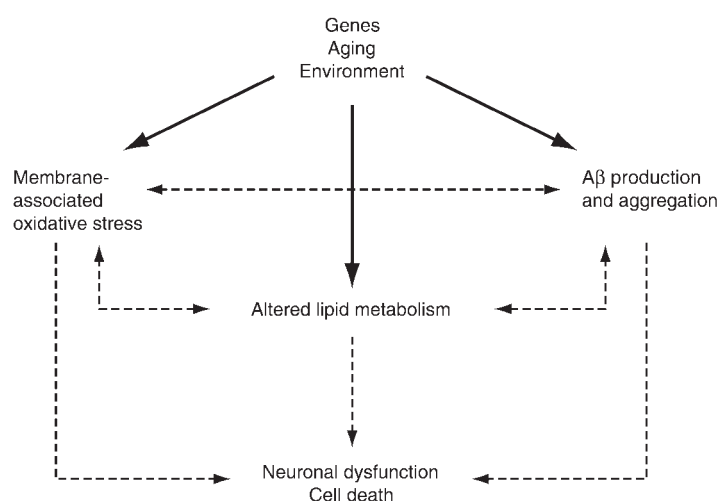 Genes
Aging
Environment
Membrane-
associated
oxidative stress
Aβ production
and aggregation
Altered lipid metabolism
Neuronal dysfunction
Cell death